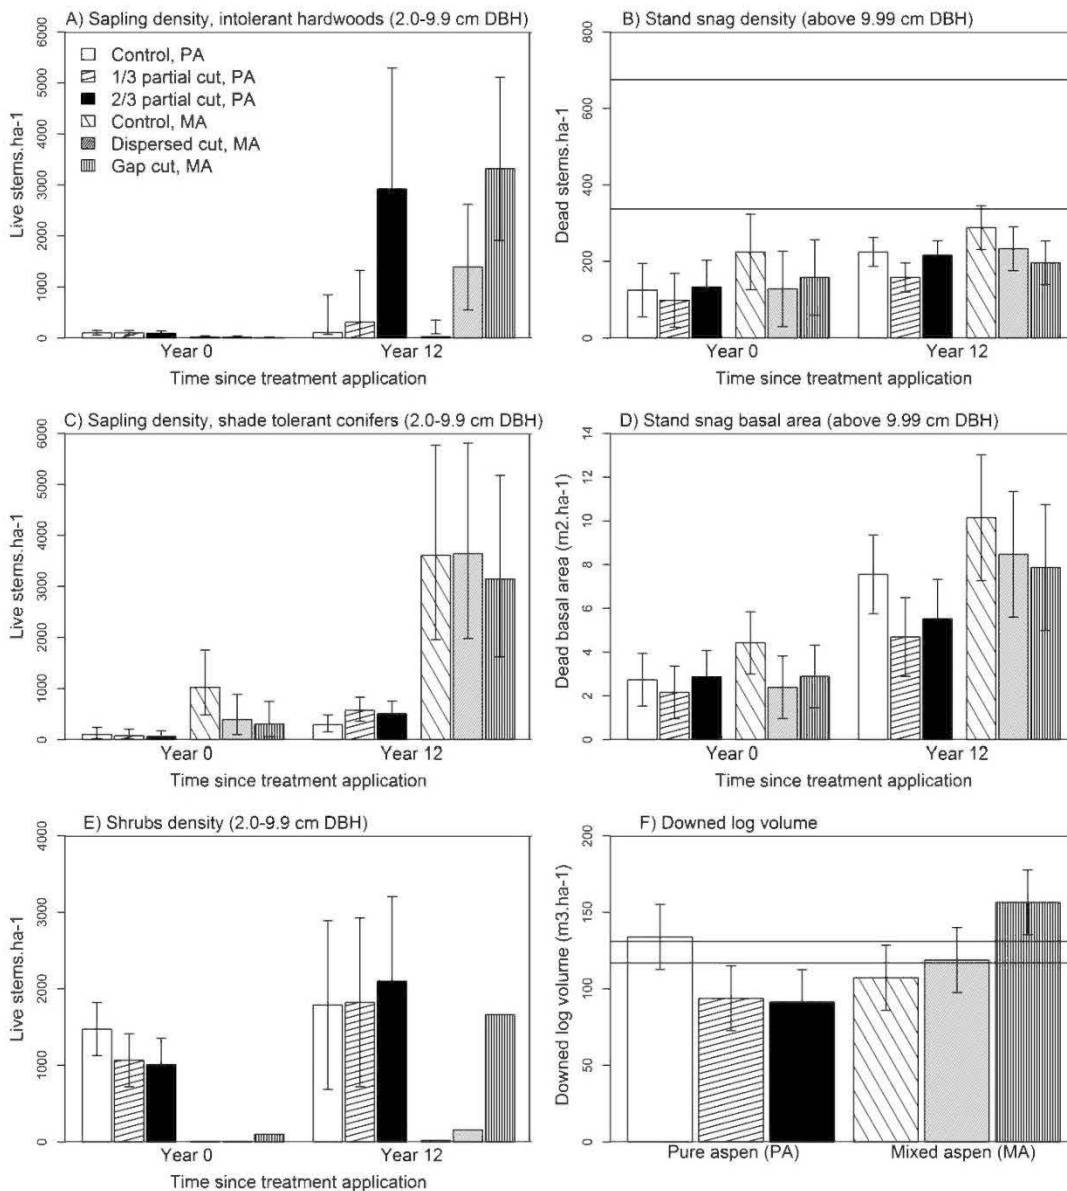 A) Sapling density, intolerant hardwoods (2.0-9.9 cm DBH)
Live stems.ha-1
6000
5000
4000
3000
2000
1000
0
Control, PA
1/3 partial cut, PA
2/3 partial cut, PA
Control, MA
Dispersed cut, MA
Gap cut, MA
Year 0
Year 12
Time since treatment application
B) Stand snag density (above 9.99 cm DBH)
Dead stems.ha-1
800
600
400
200
0
Year 0
Year 12
Time since treatment application
C) Sapling density, shade tolerant conifers (2.0-9.9 cm DBH)
Live stems.ha-1
6000
5000
4000
3000
2000
1000
0
Year 0
Year 12
Time since treatment application
D) Stand snag basal area (above 9.99 cm DBH)
Dead basal area (m2.ha-1)
14
12
10
8
6
4
2
0
Year 0
Year 12
Time since treatment application
E) Shrubs density (2.0-9.9 cm DBH)
Live stems.ha-1
4000
3000
2000
1000
0
Year 0
Year 12
Time since treatment application
F) Downed log volume
Downed log volume (m3.ha-1)
200
150
100
50
0
Pure aspen (PA)
Mixed aspen (MA)